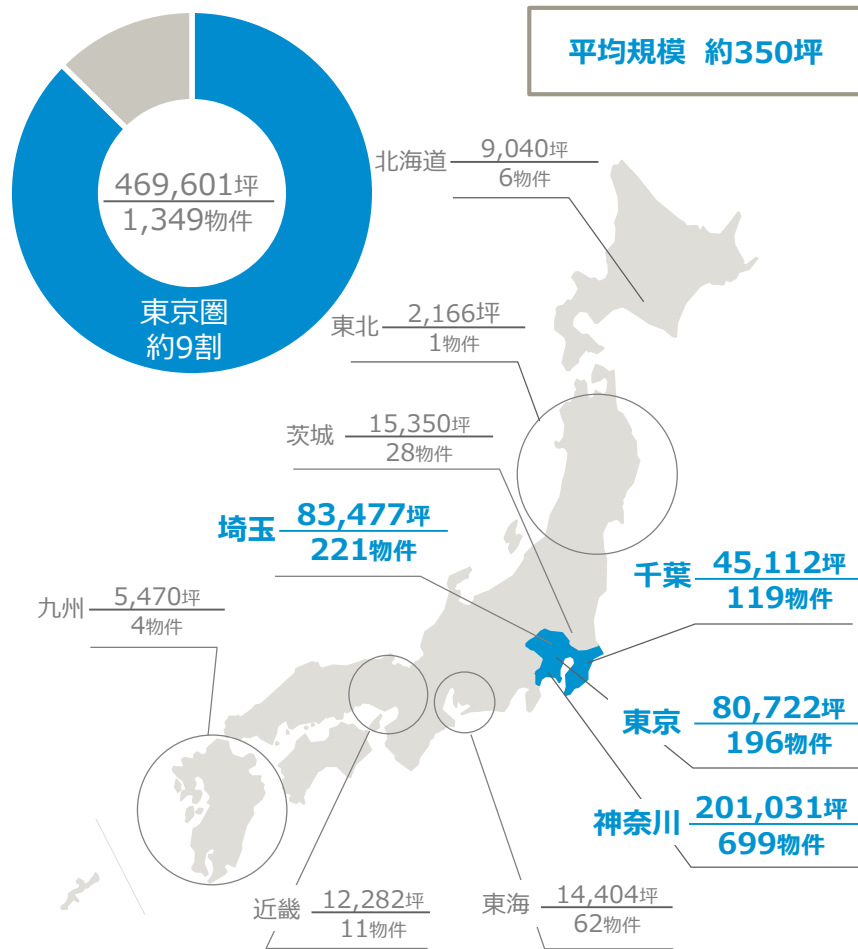 平均規模 約350坪
469,601坪
1,349物件
東京圏
約9割
北海道
9,040坪
6物件
東北
2,166坪
1物件
茨城
15,350坪
28物件
埼玉
83,477坪
221物件
千葉
45,112坪
119物件
九州
5,470坪
4物件
東京
80,722坪
196物件
神奈川
201,031坪
699物件
近畿
12,282坪
11物件
東海
14,404坪
62物件